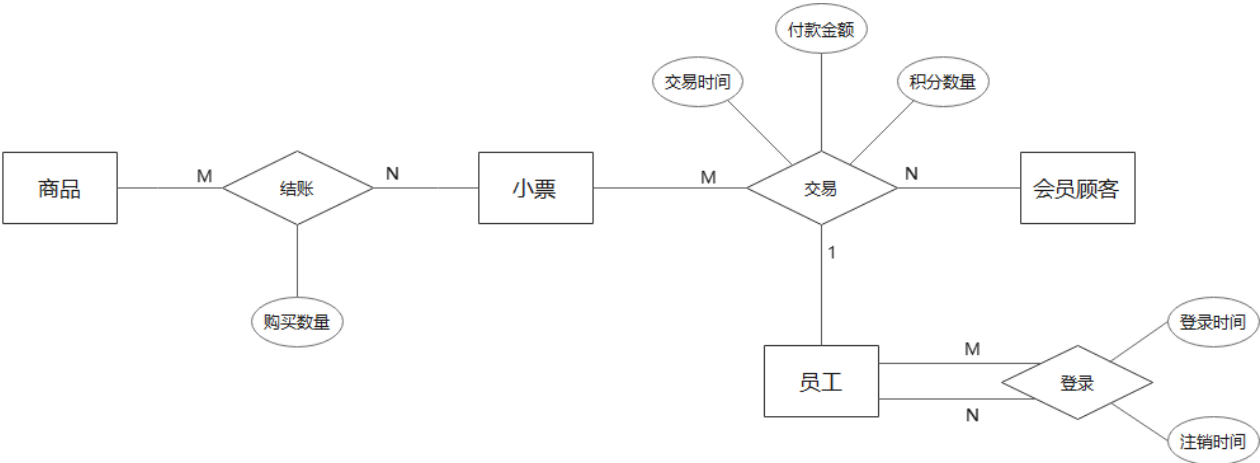 付款金额
交易时间
积分数量
商品
M
结账
N
小票
M
交易
N
会员顾客
1
购买数量
登录时间
员工
M
登录
N
注销时间